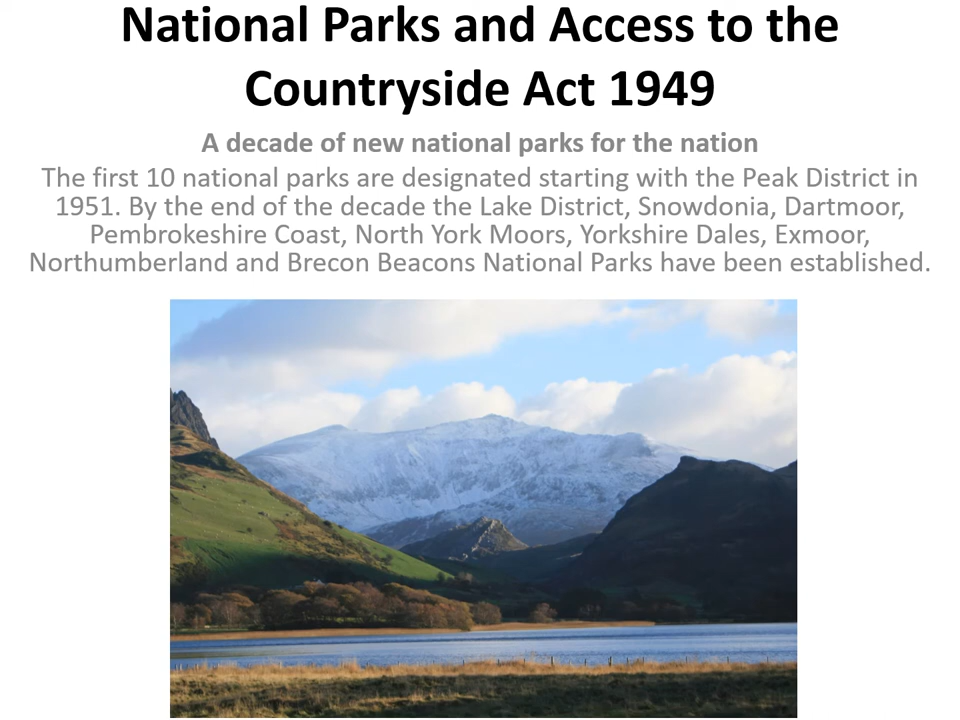 National Parks and Access to the
Countryside Act 1949
A decade of new national parks for the nation
The first 10 national parks are designated starting with the Peak District in
1951. By the end of the decade the Lake District, Snowdonia, Dartmoor,
Pembrokeshire Coast, North York Moors, Yorkshire Dales, Exmoor,
Northumberland and Brecon Beacons National Parks have been established.